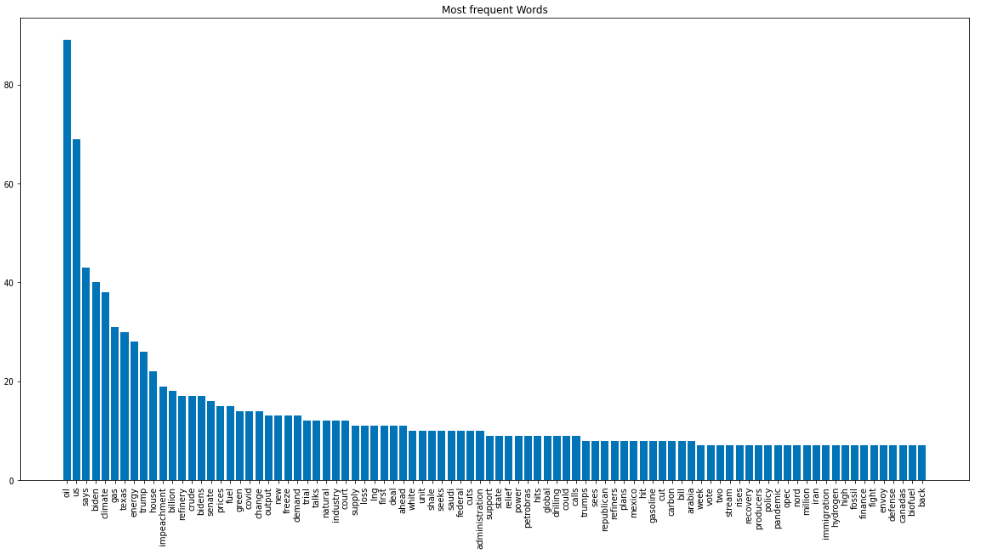 Most frequent Words
80
60
40
20
0
oil
us
says
biden
climate
gas
texas
energy
trump
house
impeachment
billion
refinery
crude
bidens
senate
prices
fuel
green
covid
change
output
new
freeze
demand
trial
talks
natural
industry
court
supply
loss
lng
first
deal
ahead
white
unit
shale
seeks
saudi
federal
cuts
administration
support
state
relief
power
petrobras
hits
global
drilling
could
calls
trumps
sees
republican
refiners
plans
mexico
hit
gasoline
cut
carbon
bill
arabia
week
vote
two
stream
rises
recovery
producers
policy
pandemic
opec
nord
million
iran
immigration
hydrogen
high
fossil
finance
fight
envoy
defense
canadas
biofuel
back